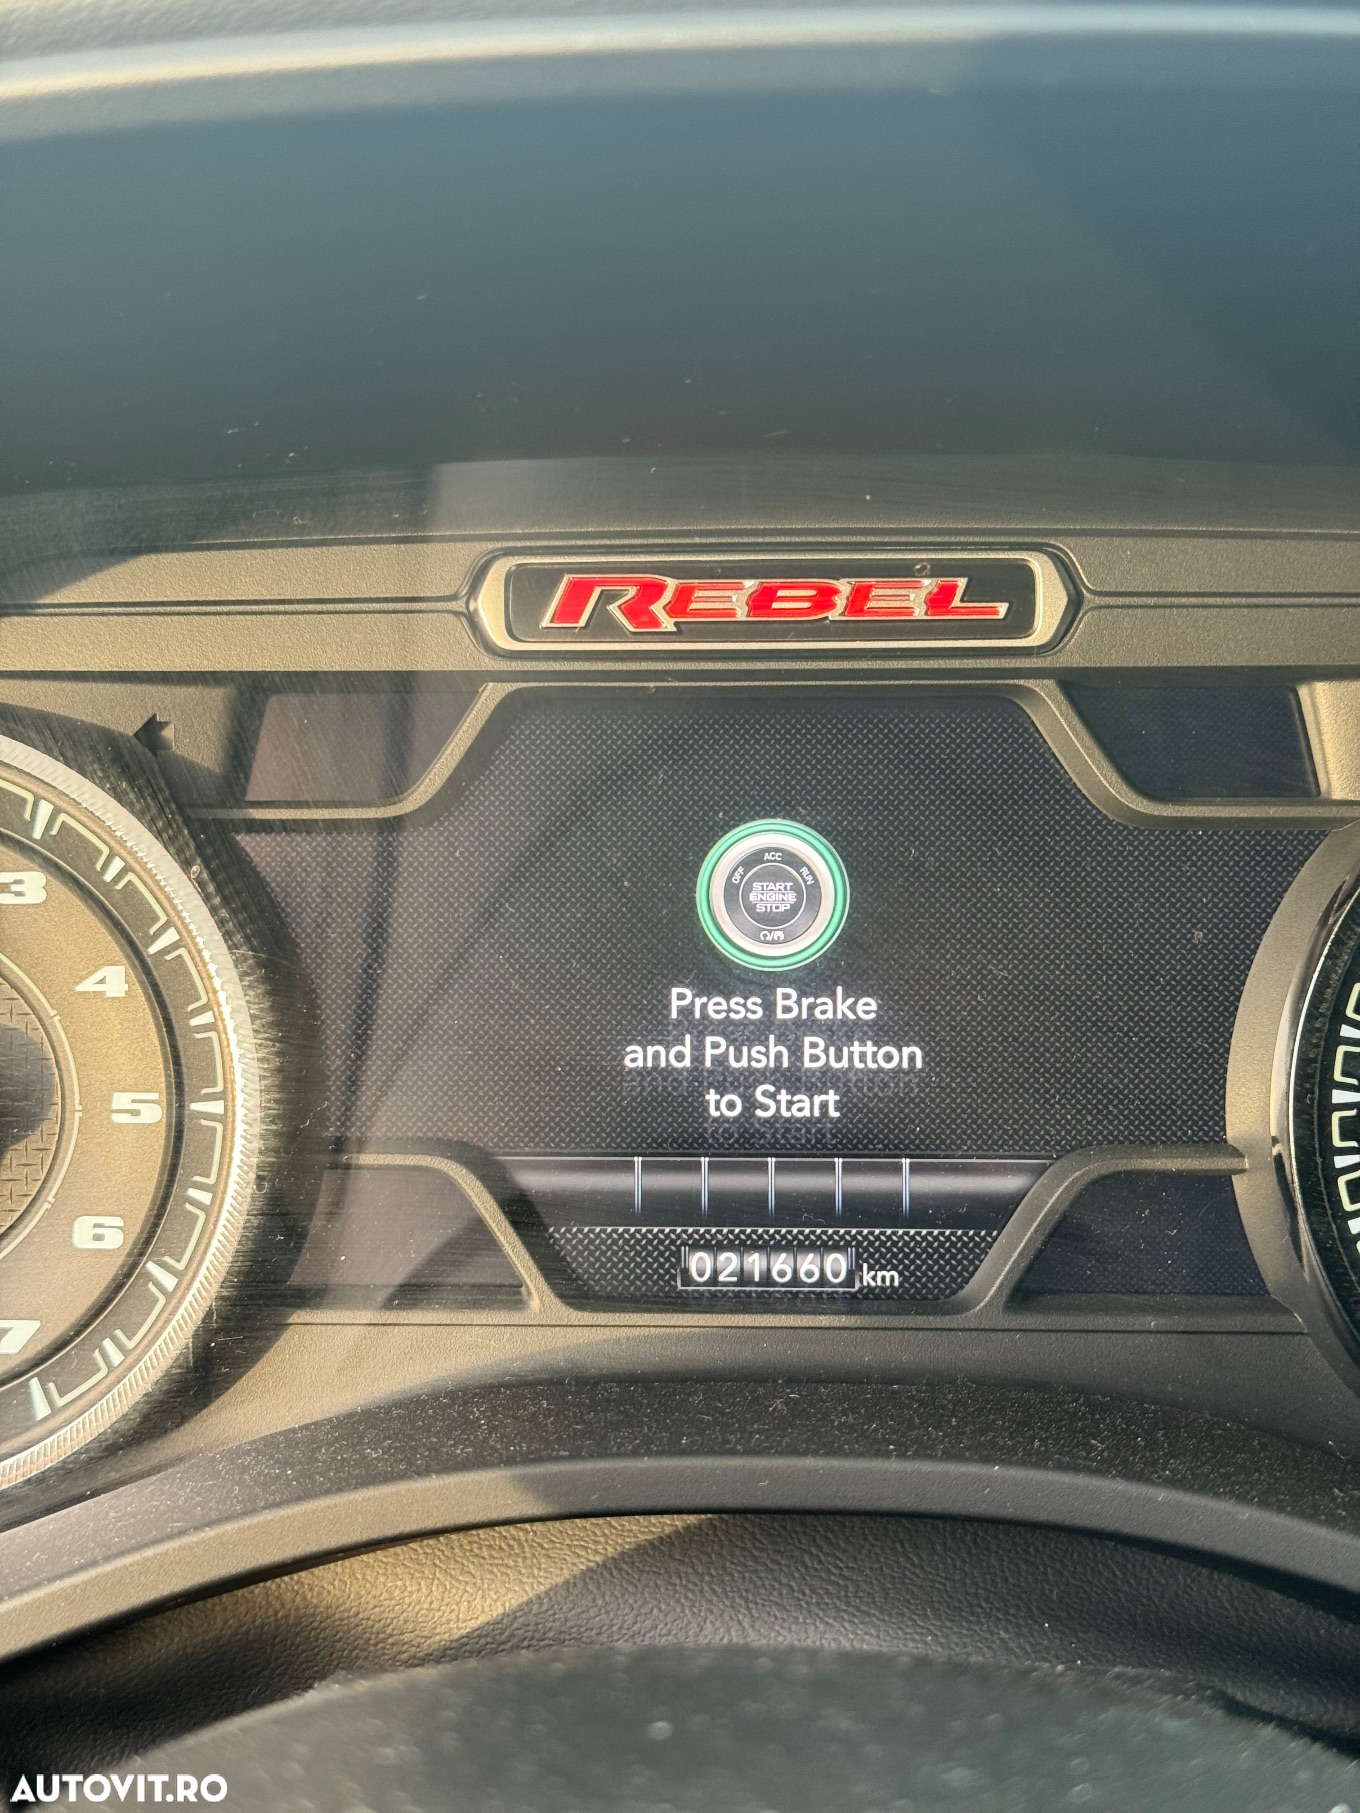 REBEL
3
4
5
6
7
OFF ACC RUN
START
ENGINE
STOP
Press Brake
and Push Button
to Start
021660 km
AUTOVIT.RO